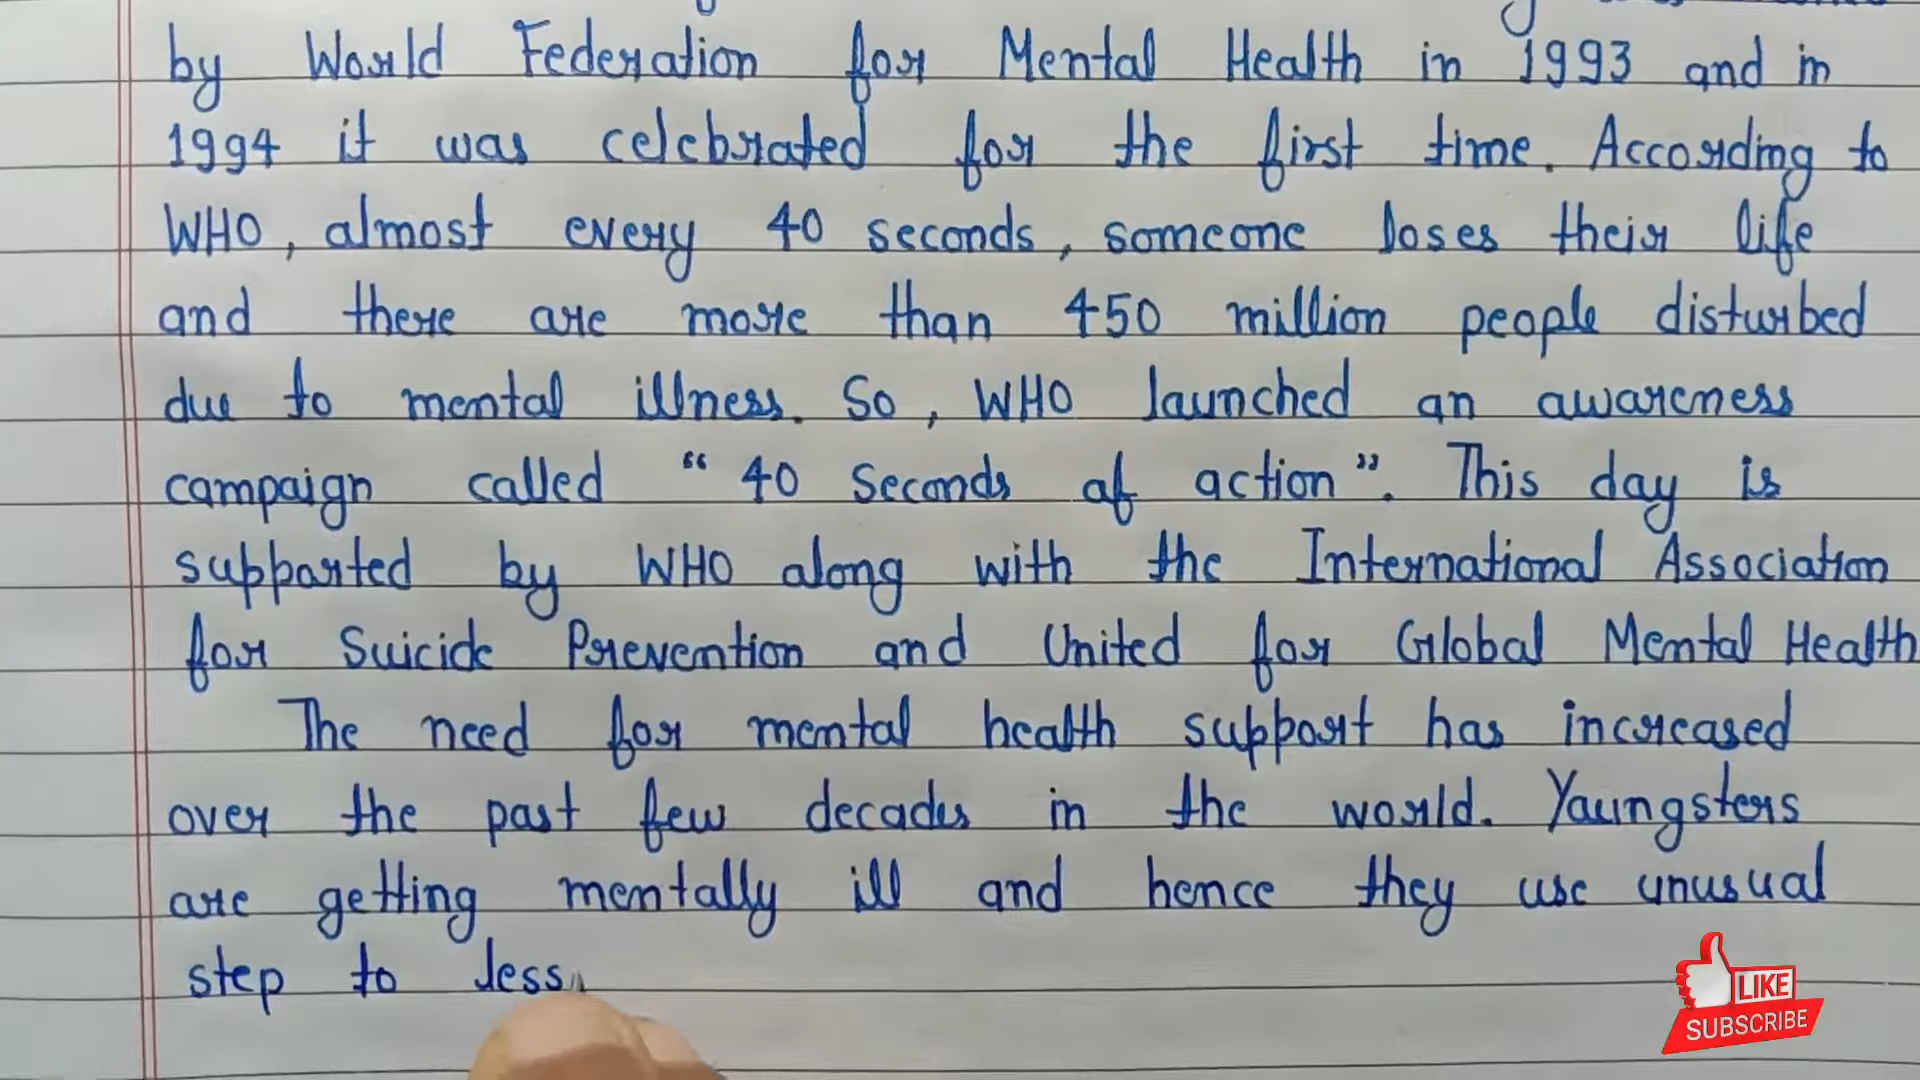 by World Federation for Mental Health in 1993 and in
1994 it was celebrated for the first time. According to
WHO, almost every 40 seconds, someone loses their life
and there are more than 450 million people disturbed
due to mental illness. So, WHO launched an awareness
campaign called “40 Seconds of action”. This day is
supported by WHO along with the International Association
for Suicide Prevention and United for Global Mental Health
The need for mental health support has increased
over the past few decades in the world. Youngsters
are getting mentally ill and hence they use unusual
step to less
LIKE
SUBSCRIBE